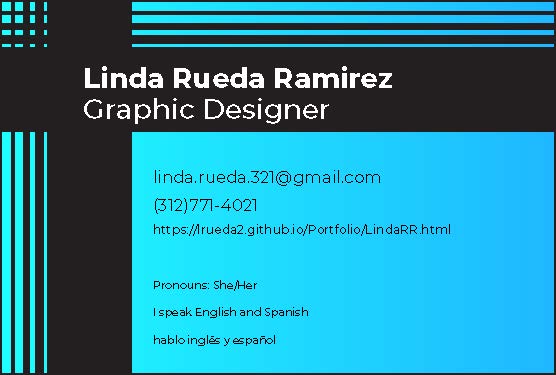 Linda Rueda Ramirez
Graphic Designer
linda.rueda.321@gmail.com
(312)771-4021
https://lrueda2.github.io/Portfolio/LindaRR.html
Pronouns: She/Her
I speak English and Spanish
hablo inglés y español